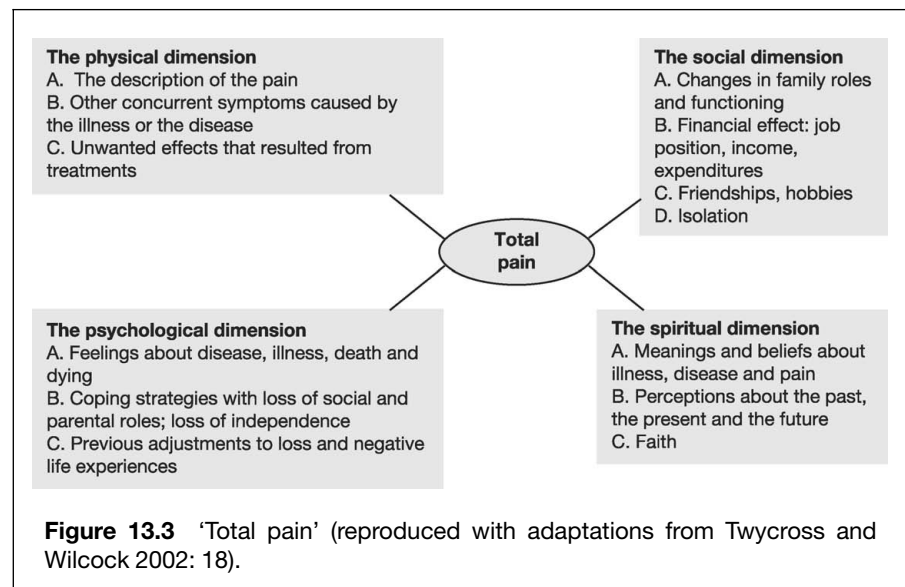 The physical dimension
A. The description of the pain
B. Other concurrent symptoms caused by
the illness or the disease
C. Unwanted effects that resulted from
treatments
The social dimension
A. Changes in family roles
and functioning
B. Financial effect: job
position, income,
expenditures
C. Friendships, hobbies
D. Isolation
Total
pain
The psychological dimension
A. Feelings about disease, illness, death and
dying
B. Coping strategies with loss of social and
parental roles; loss of independence
C. Previous adjustments to loss and negative
life experiences
The spiritual dimension
A. Meanings and beliefs about
illness, disease and pain
B. Perceptions about the past,
the present and the future
C. Faith
Figure 13.3 ‘Total pain’ (reproduced with adaptations from Twycross and
Wilcock 2002: 18).